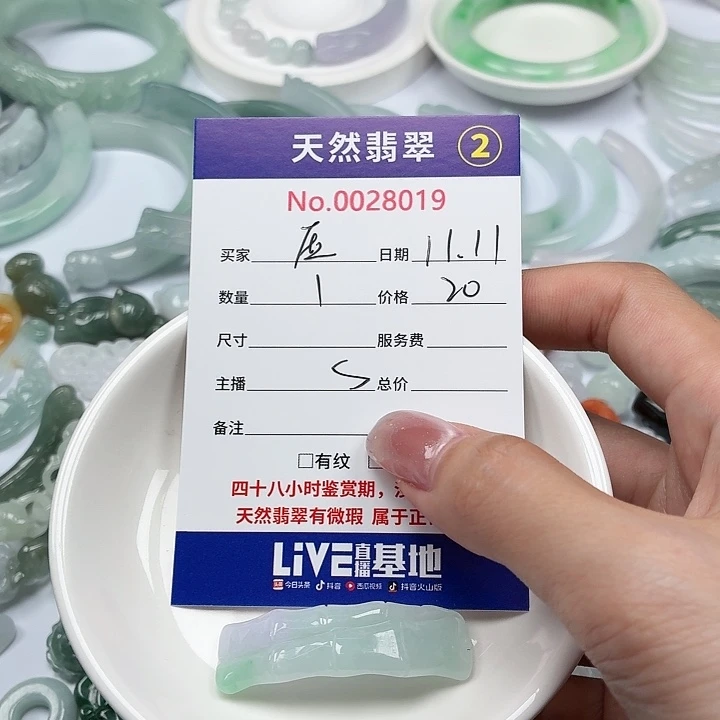 天然翡翠 2
No.0028019
买家 日期 11.11
数量 1 价格 20
尺寸 服务费
主播 总价
备注
□有纹 □
四十八小时鉴赏期，
天然翡翠有微瑕 属于正
LiVE直播基地
今日头条 抖音 西瓜视频 抖音火山版